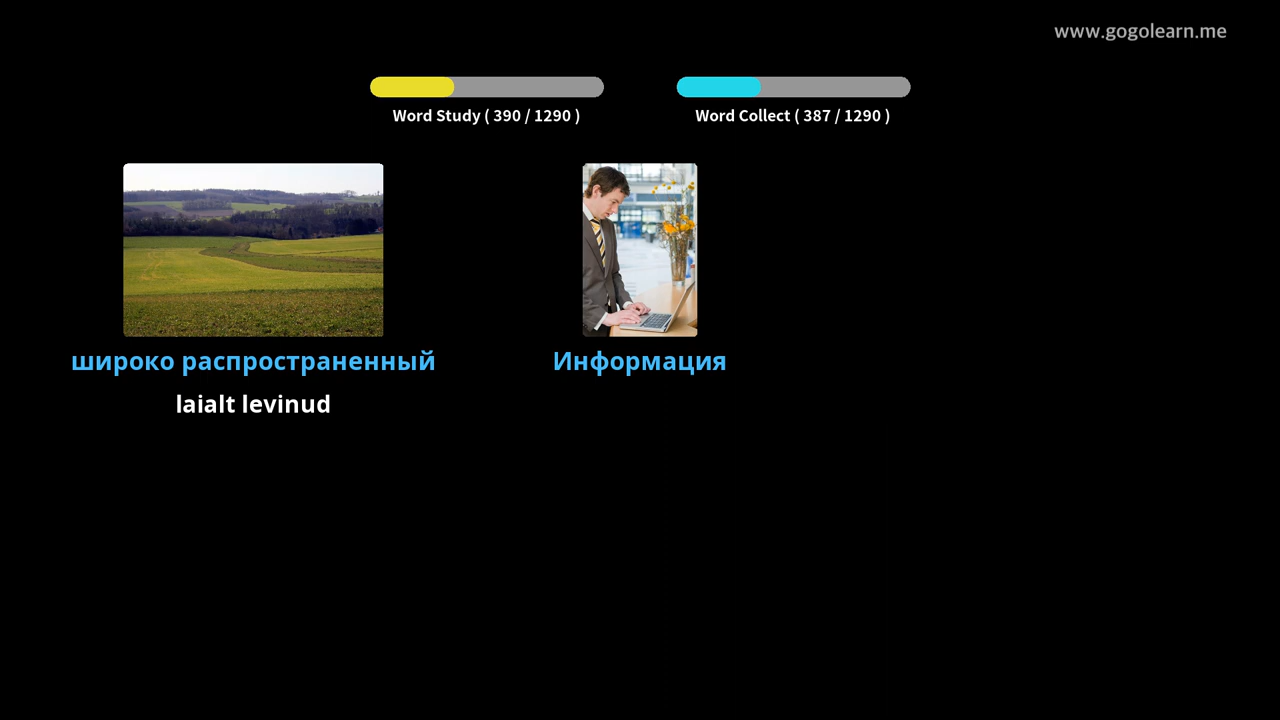 www.gogolearn.me
Word Study ( 390 / 1290 )
Word Collect ( 387 / 1290 )
широко распространенный
Информация
laialt levinud